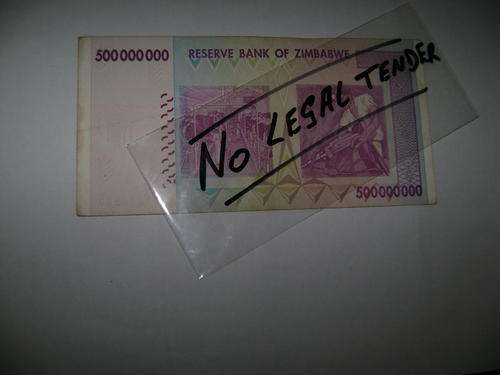 500000000
RESERVE BANK OF ZIMBABWE
NO LEGAL TENDER
500000000